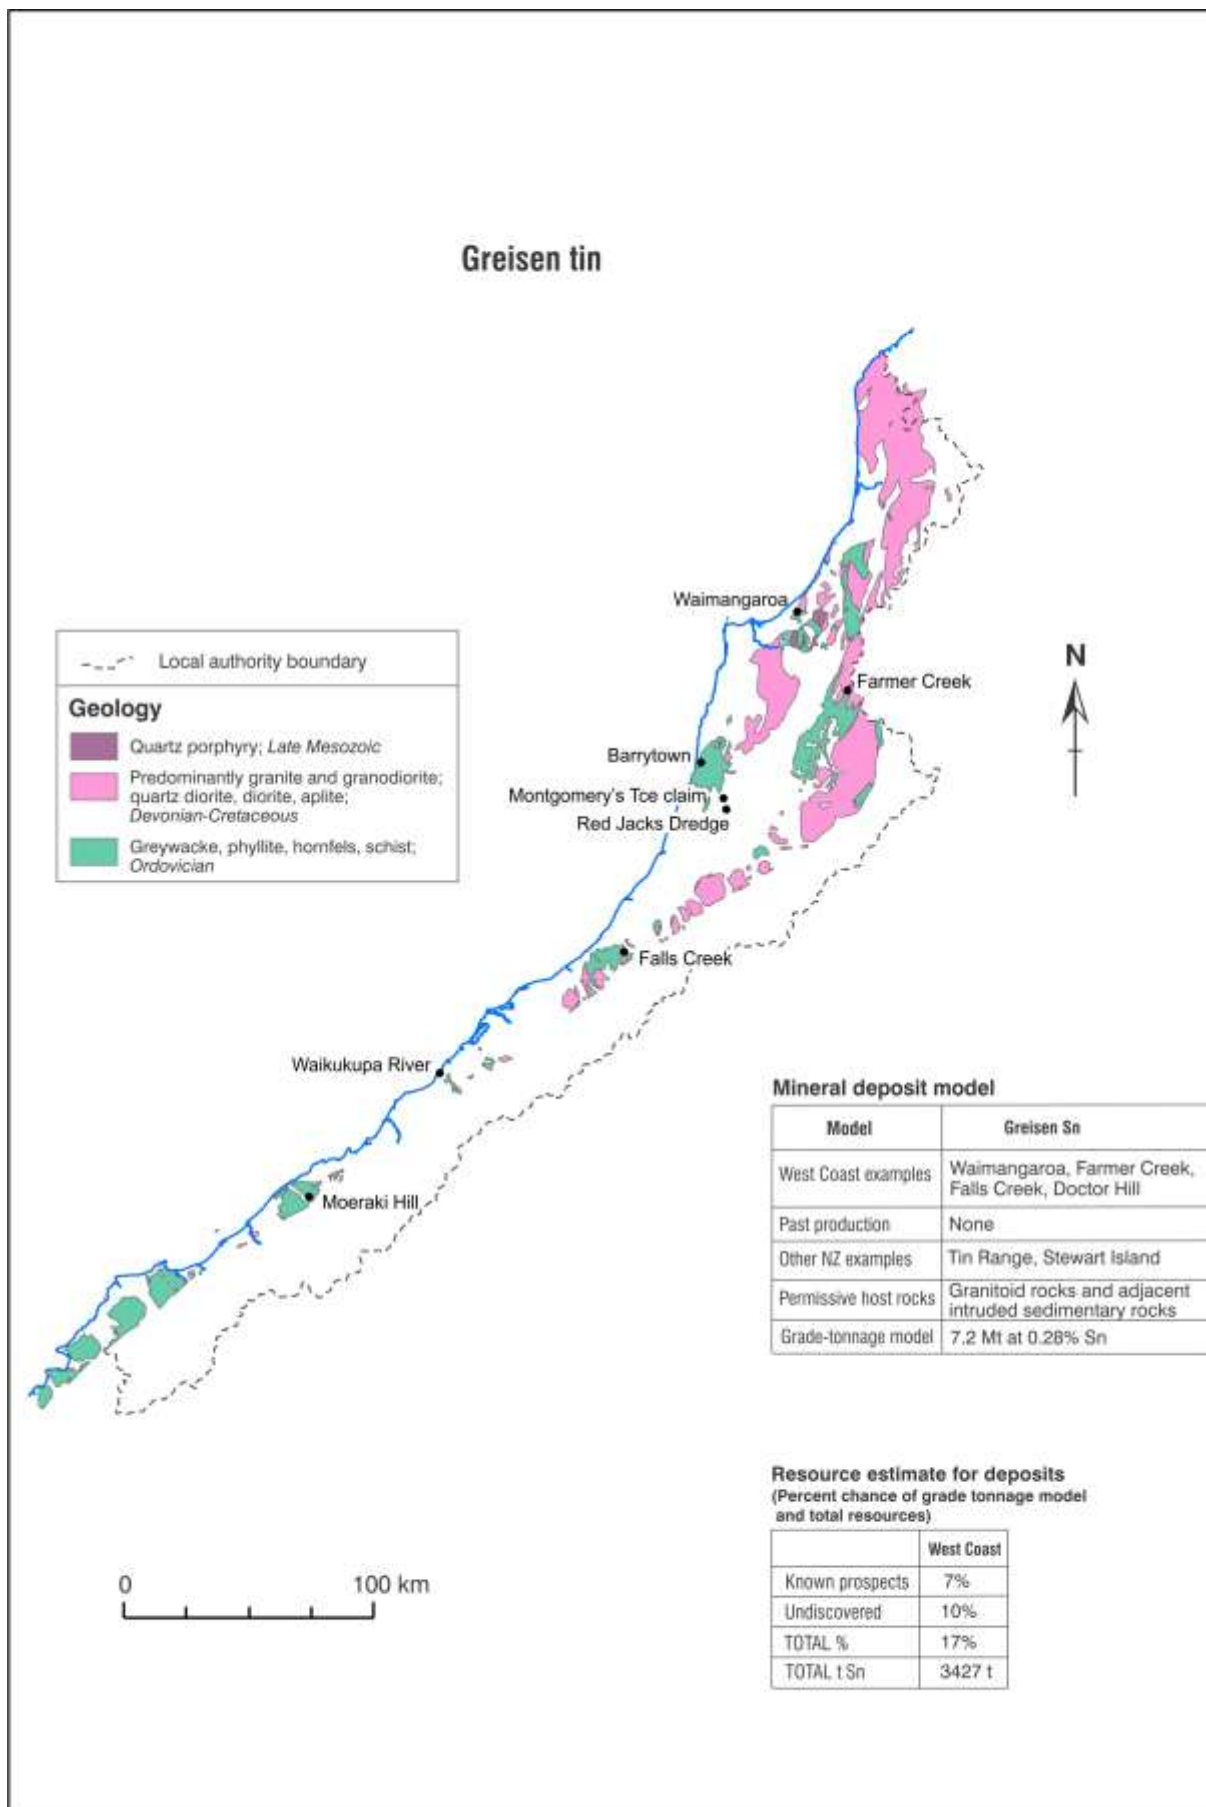 Greisen tin
Waimangaroa
Farmer Creek
Barrytown
Montgomery's Tce claim
Red Jacks Dredge
Falls Creek
Waikukupa River
Moeraki Hill
N
Local authority boundary
Geology
Quartz porphyry; Late Mesozoic
Predominantly granite and granodiorite;
quartz diorite, diorite, aplite;
Devonian-Cretaceous
Greywacke, phyllite, hornfels, schist;
Ordovician
Mineral deposit model
Model Greisen Sn
West Coast examples Waimangaroa, Farmer Creek,
Falls Creek, Doctor Hill
Past production None
Other NZ examples Tin Range, Stewart Island
Permissive host rocks Granitoid rocks and adjacent
intruded sedimentary rocks
Grade-tonnage model 7.2 Mt at 0.28% Sn
Resource estimate for deposits
(Percent chance of grade tonnage model
and total resources)
West Coast
Known prospects 7%
Undiscovered 10%
TOTAL % 17%
TOTAL t Sn 3427 t
0 100 km